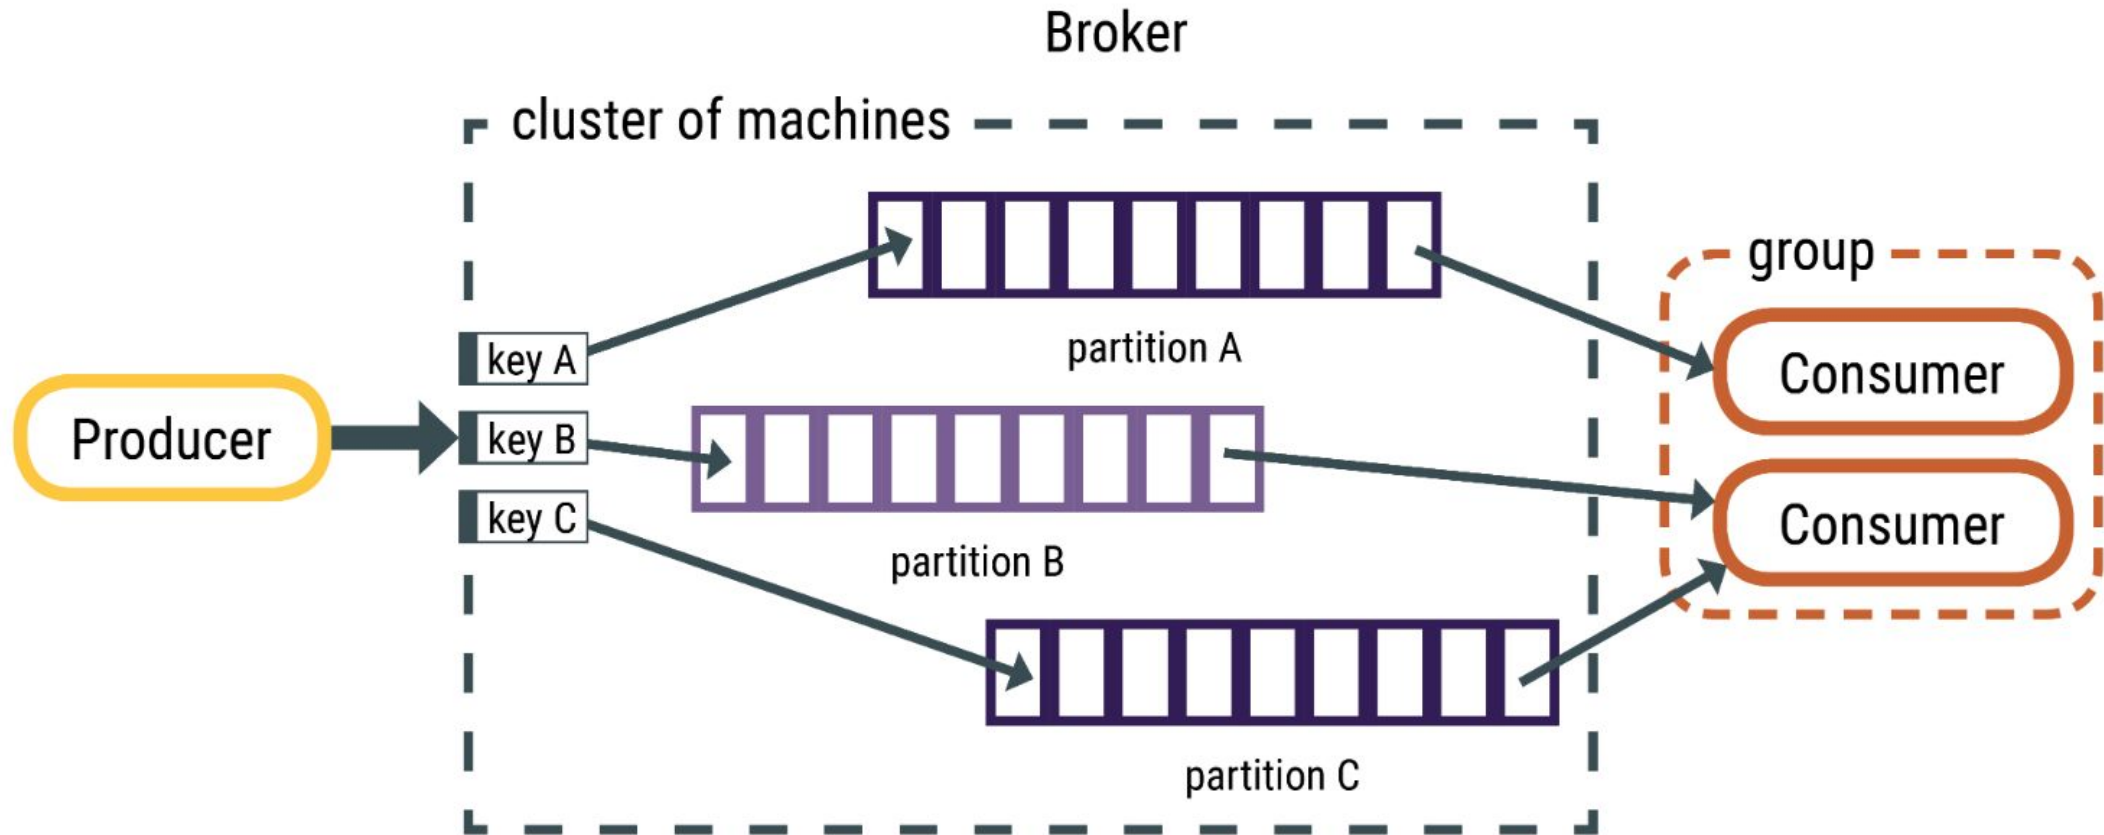 Broker
cluster of machines
group
key A
partition A
Consumer
Producer
key B
key C
partition B
Consumer
partition C